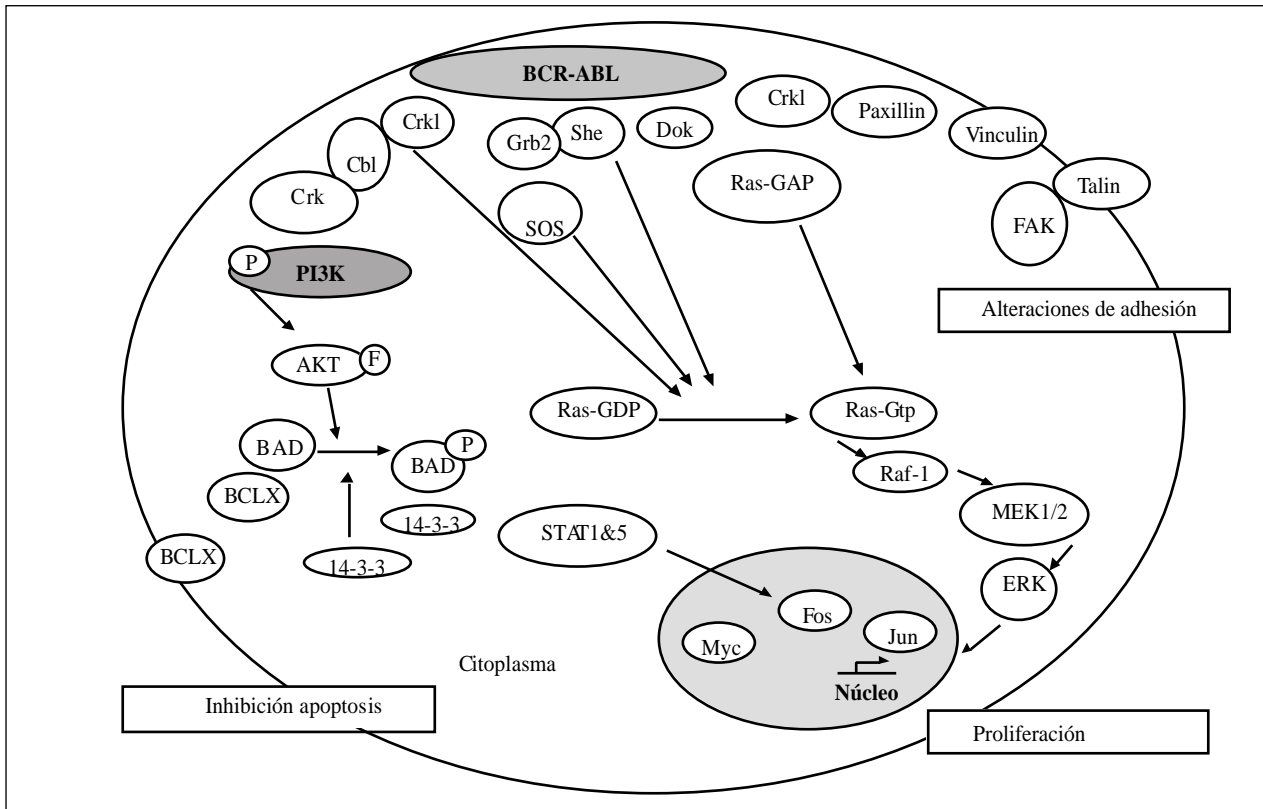 BCR-ABL
Crkl
Paxillin
Vinculin
Talin
FAK
Crkl
Cbl
Crk
Grb2
She
Dok
SOS
Ras-GAP
P
PI3K
Alteraciones de adhesión
AKT
F
Ras-GDP
Ras-Gtp
BAD
BAD
P
BCLX
Raf-1
MEK1/2
14-3-3
STAT1&5
BCLX
14-3-3
ERK
Fos
Myc
Jun
Núcleo
Citoplasma
Inhibición apoptosis
Proliferación